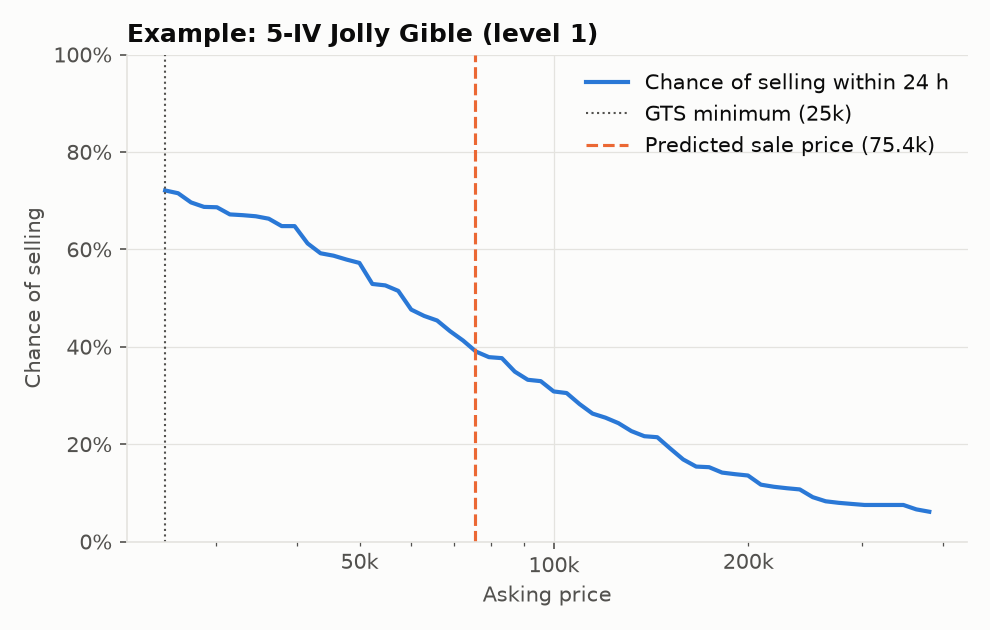 Example: 5-IV Jolly Gible (level 1)
100%
80%
60%
40%
20%
0%
Chance of selling
Chance of selling within 24 h
GTS minimum (25k)
Predicted sale price (75.4k)
50k
100k
200k
Asking price